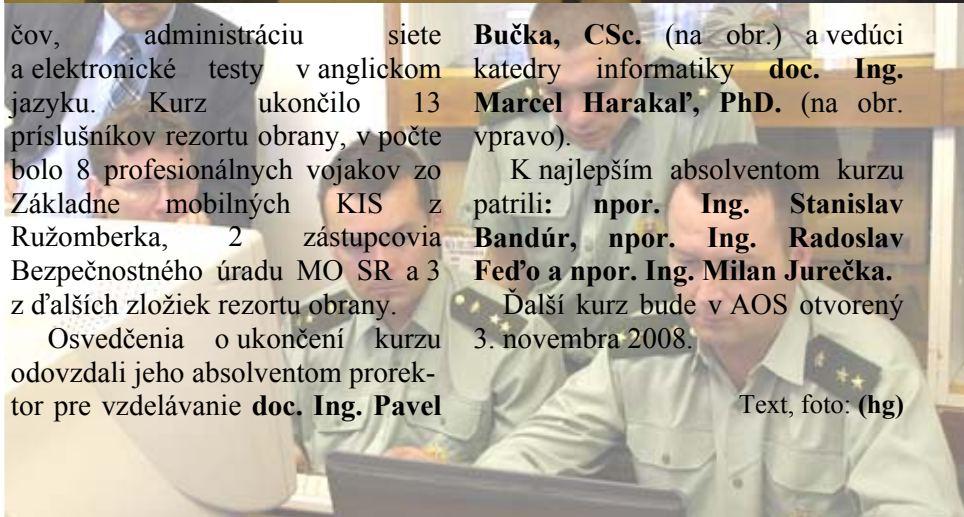 čov, administráciu siete
a elektronické testy v anglickom
jazyku. Kurz ukončilo 13
príslušníkov rezortu obrany, v počte
bolo 8 profesionálnych vojakov zo
Základne mobilných KIS z
Ružomberka, 2 zástupcovia
Bezpečnostného úradu MO SR a 3
z ďalších zložiek rezortu obrany.
Osvedčenia o ukončení kurzu
odovzdali jeho absolventom prorek-
tor pre vzdelávanie doc. Ing. Pavel
Bučka, CSc. (na obr.) a vedúci
katedry informatiky doc. Ing.
Marcel Harakaľ, PhD. (na obr.
vpravo).
K najlepším absolventom kurzu
patrili: npor. Ing. Stanislav
Bandúr, npor. Ing. Radoslav
Feďo a npor. Ing. Milan Jurečka.
Ďalší kurz bude v AOS otvorený
3. novembra 2008.
Text, foto: (hg)